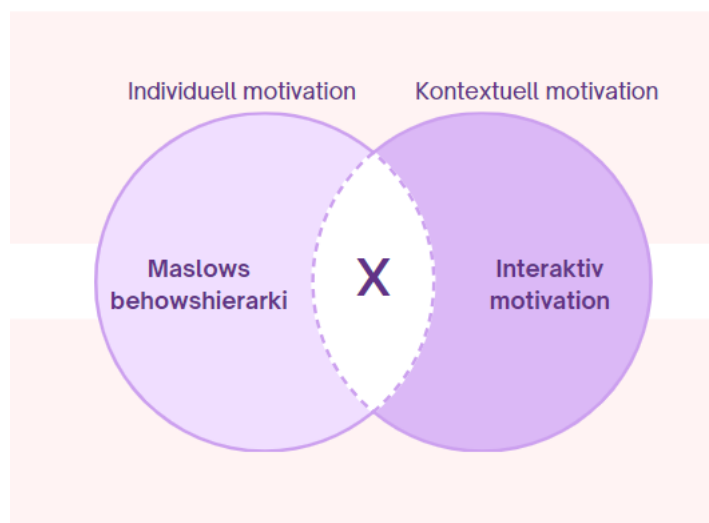 Individuell motivation
Kontextuell motivation
Maslows
behowshierarki
X
Interaktiv
motivation